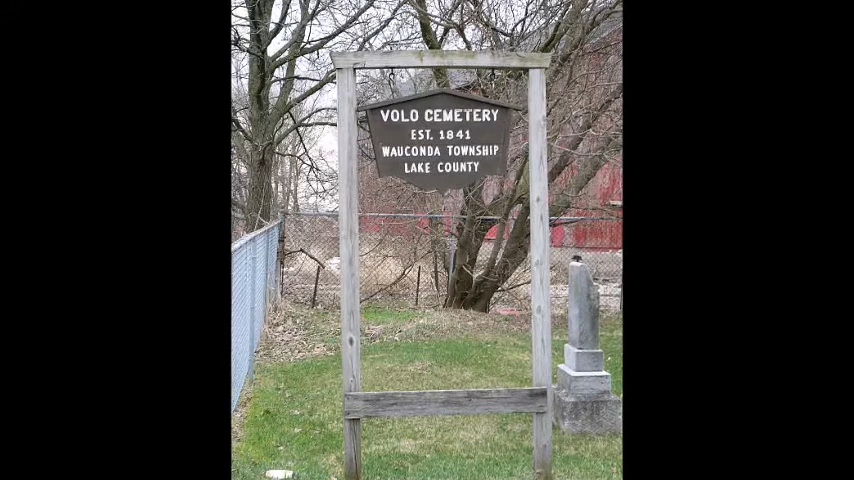 VOLO CEMETERY
EST. 1841
WAUCONDA TOWNSHIP
LAKE COUNTY